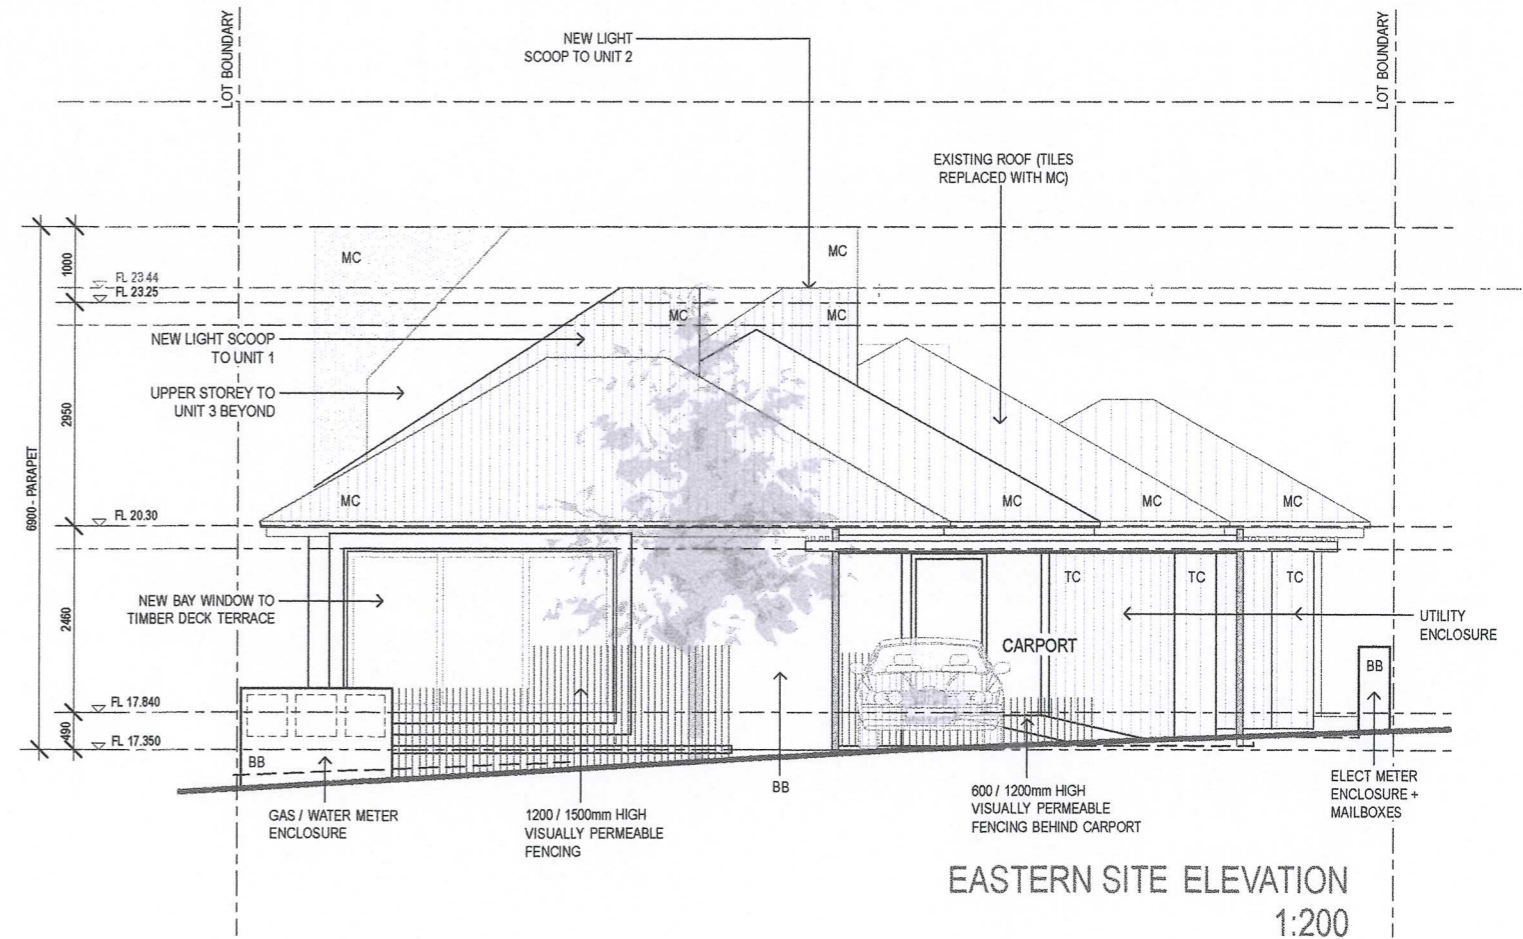 LOT BOUNDARY
LOT BOUNDARY
NEW LIGHT
SCOOP TO UNIT 2
EXISTING ROOF (TILES
REPLACED WITH MC)
MC
MC
1000
FL 23.44
FL 23.25
MC
MC
NEW LIGHT SCOOP
TO UNIT 1
UPPER STOREY TO
UNIT 3 BEYOND
2950
6900 - PARAPET
MC
MC
MC
MC
FL 20.30
TC
TC
TC
NEW BAY WINDOW TO
TIMBER DECK TERRACE
2460
UTILITY
ENCLOSURE
CARPORT
BB
FL 17.840
490
FL 17.350
BB
BB
GAS / WATER METER
ENCLOSURE
1200 / 1500mm HIGH
VISUALLY PERMEABLE
FENCING
600 / 1200mm HIGH
VISUALLY PERMEABLE
FENCING BEHIND CARPORT
ELECT METER
ENCLOSURE +
MAILBOXES
EASTERN SITE ELEVATION
1:200